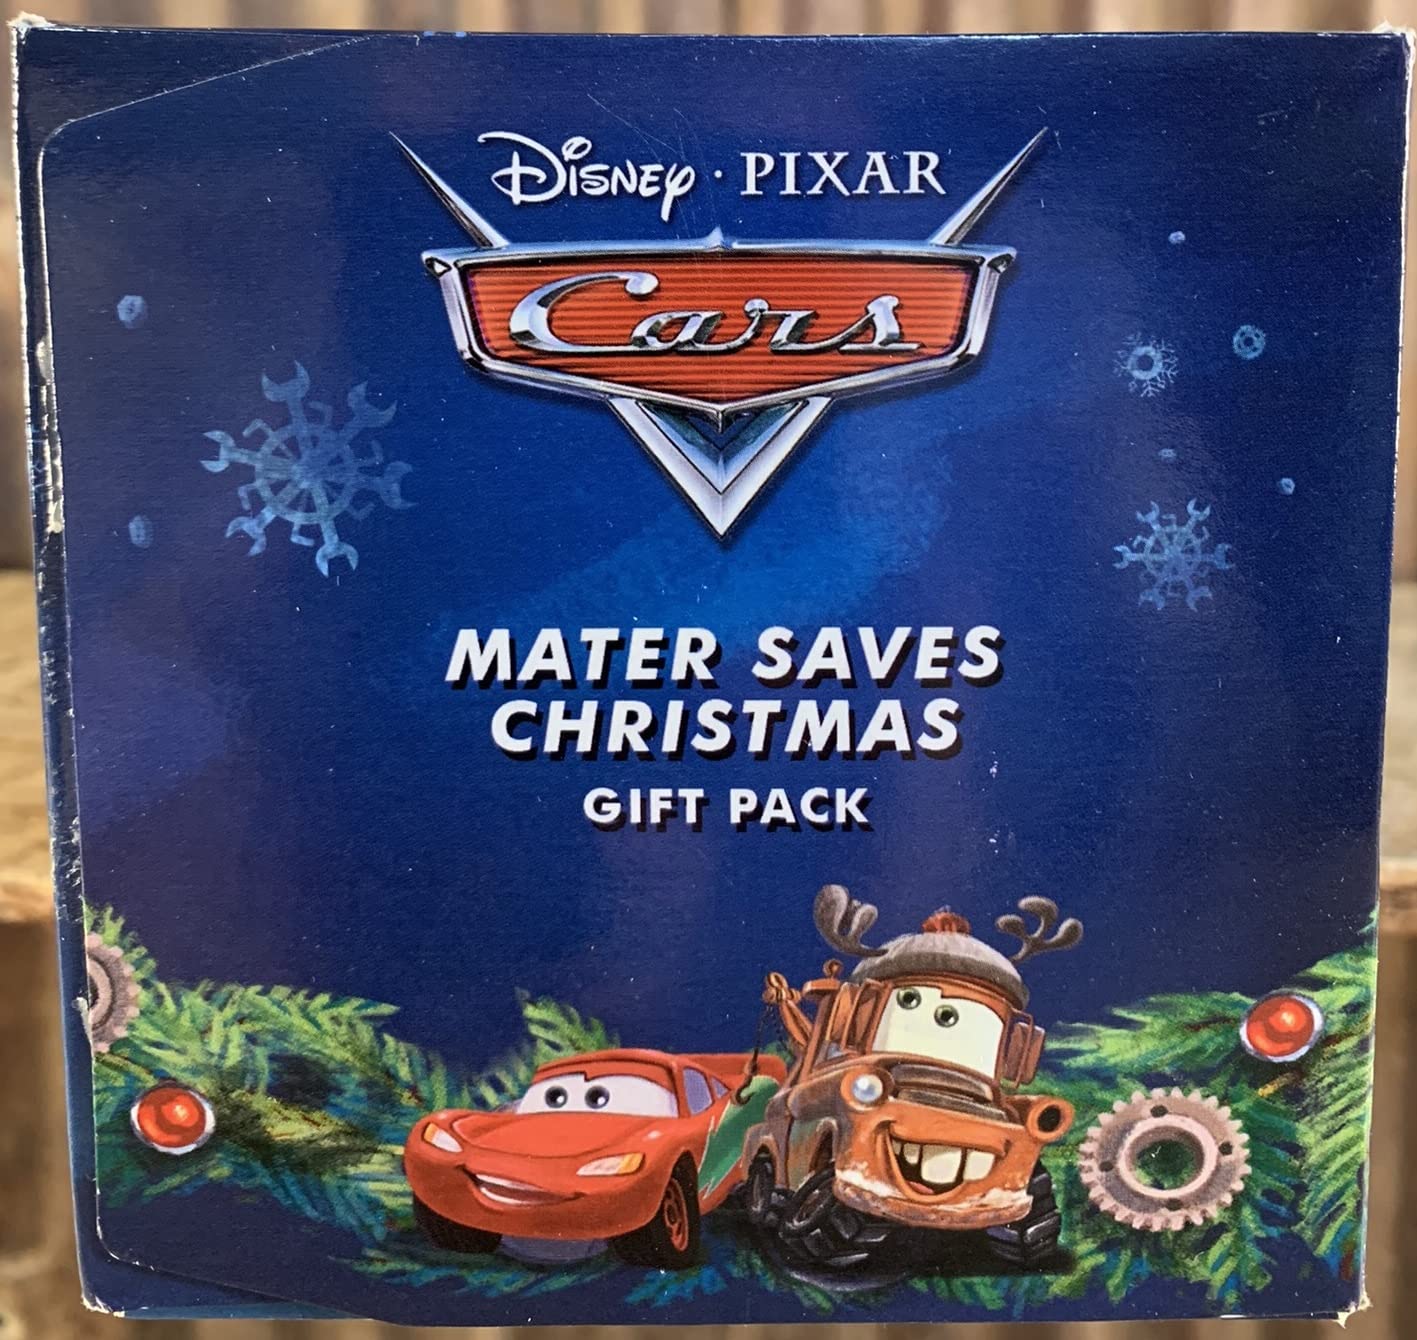 Disney · PIXAR
Cars
MATER SAVES
CHRISTMAS
GIFT PACK